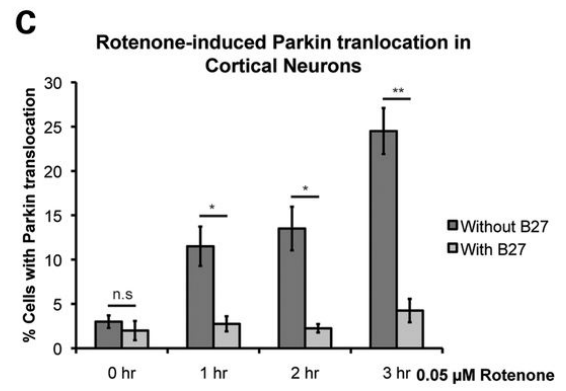 C
Rotenone-induced Parkin tranlocation in
Cortical Neurons
% Cells with Parkin translocation
30
25
20
15
10
5
0
n.s
*
*
**
Without B27
With B27
0 hr
1 hr
2 hr
3 hr
0.05 µM Rotenone